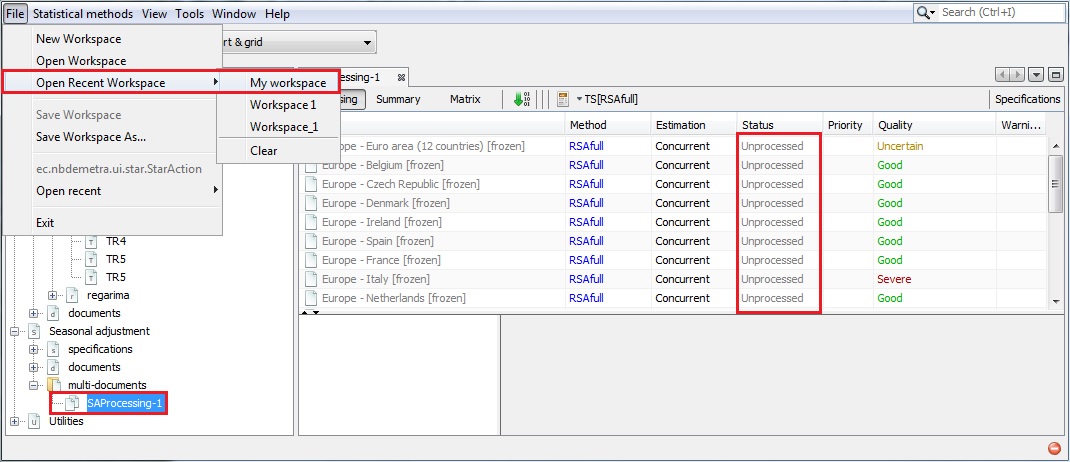 File Statistical methods View Tools Window Help Search (Ctrl+I)
New Workspace
Open Workspace
Open Recent Workspace
Save Workspace
Save Workspace As...
ec.nbdemetra.ui.star.StarAction
Open recent
Exit
My workspace
Workspace 1
Workspace_1
Clear
rt & grid
essing-1
sing Summary Matrix TS[RSAfull] Specifications
Method Estimation Status Priority Quality Warni...
Europe - Euro area (12 countries) [frozen] RSAfull Concurrent Unprocessed Uncertain
Europe - Belgium [frozen] RSAfull Concurrent Unprocessed Good
Europe - Czech Republic [frozen] RSAfull Concurrent Unprocessed Good
Europe - Denmark [frozen] RSAfull Concurrent Unprocessed Good
Europe - Ireland [frozen] RSAfull Concurrent Unprocessed Good
Europe - Spain [frozen] RSAfull Concurrent Unprocessed Good
Europe - France [frozen] RSAfull Concurrent Unprocessed Good
Europe - Italy [frozen] RSAfull Concurrent Unprocessed Severe
Europe - Netherlands [frozen] RSAfull Concurrent Unprocessed Good
TR4
TR5
TR5
regarima
documents
Seasonal adjustment
specifications
documents
multi-documents
SAProcessing-1
Utilities